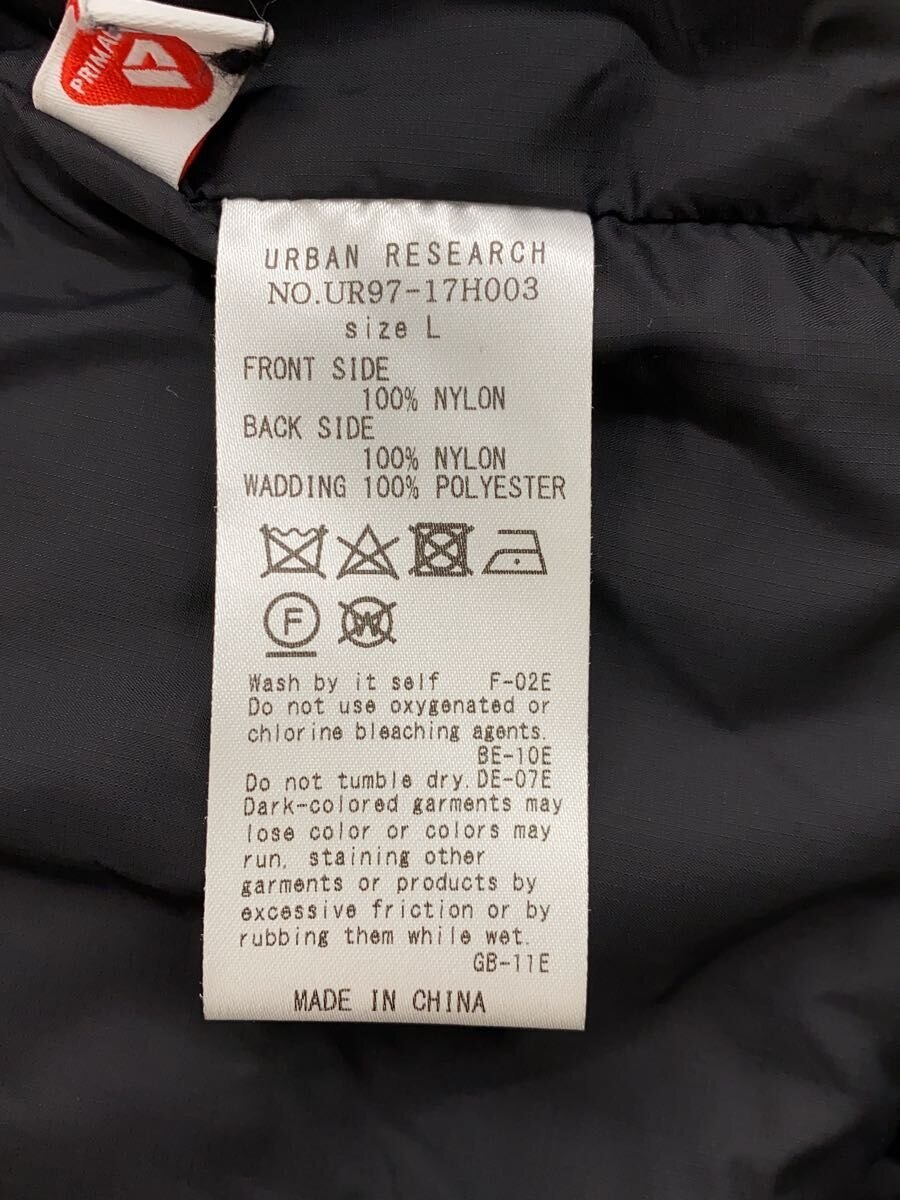 PRIMAL
URBAN RESEARCH
NO.UR97-17H003
size L
FRONT SIDE
100% NYLON
BACK SIDE
100% NYLON
WADDING 100% POLYESTER
F
W
Wash by it self F-02E
Do not use oxygenated or
chlorine bleaching agents.
BE-10E
Do not tumble dry. DE-07E
Dark-colored garments may
lose color or colors may
run, staining other
garments or products by
excessive friction or by
rubbing them while wet.
GB-11E
MADE IN CHINA